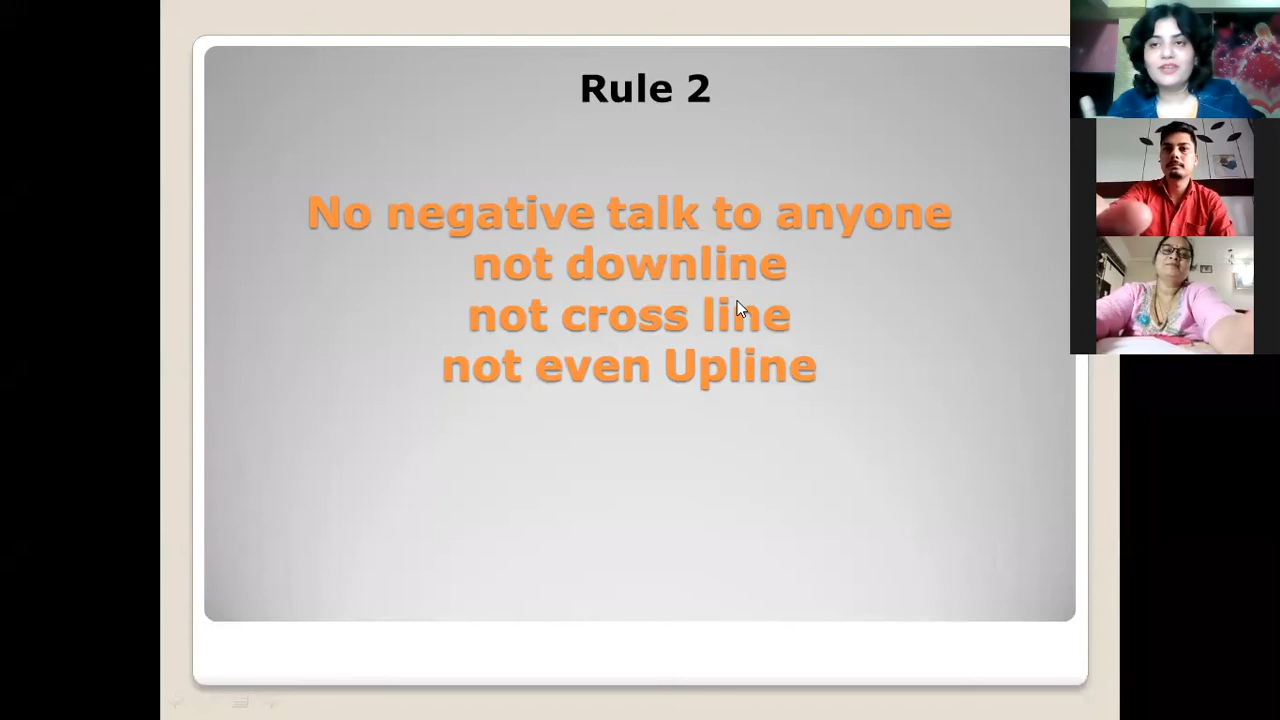 Rule 2
No negative talk to anyone
not downline
not cross line
not even Upline